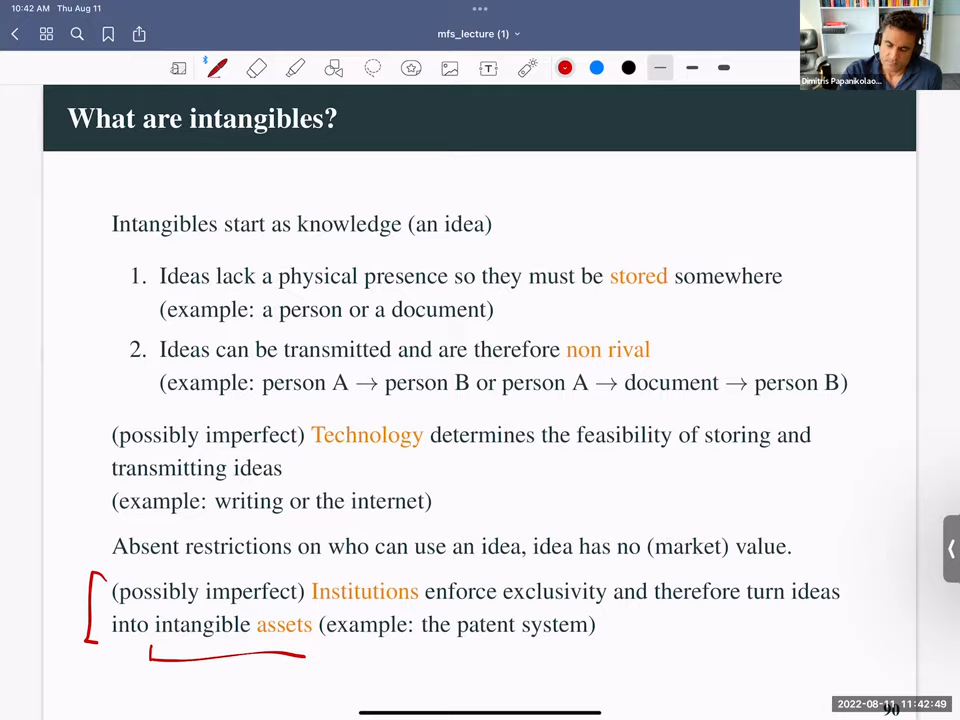 10:42 AM Thu Aug 11
mfs_lecture (1)
Dimitris Papanikolao...
What are intangibles?
Intangibles start as knowledge (an idea)
1. Ideas lack a physical presence so they must be stored somewhere
(example: a person or a document)
2. Ideas can be transmitted and are therefore non rival
(example: person A → person B or person A → document → person B)
(possibly imperfect) Technology determines the feasibility of storing and
transmitting ideas
(example: writing or the internet)
Absent restrictions on who can use an idea, idea has no (market) value.
(possibly imperfect) Institutions enforce exclusivity and therefore turn ideas
into intangible assets (example: the patent system)
2022-08-11 11:42:49
90